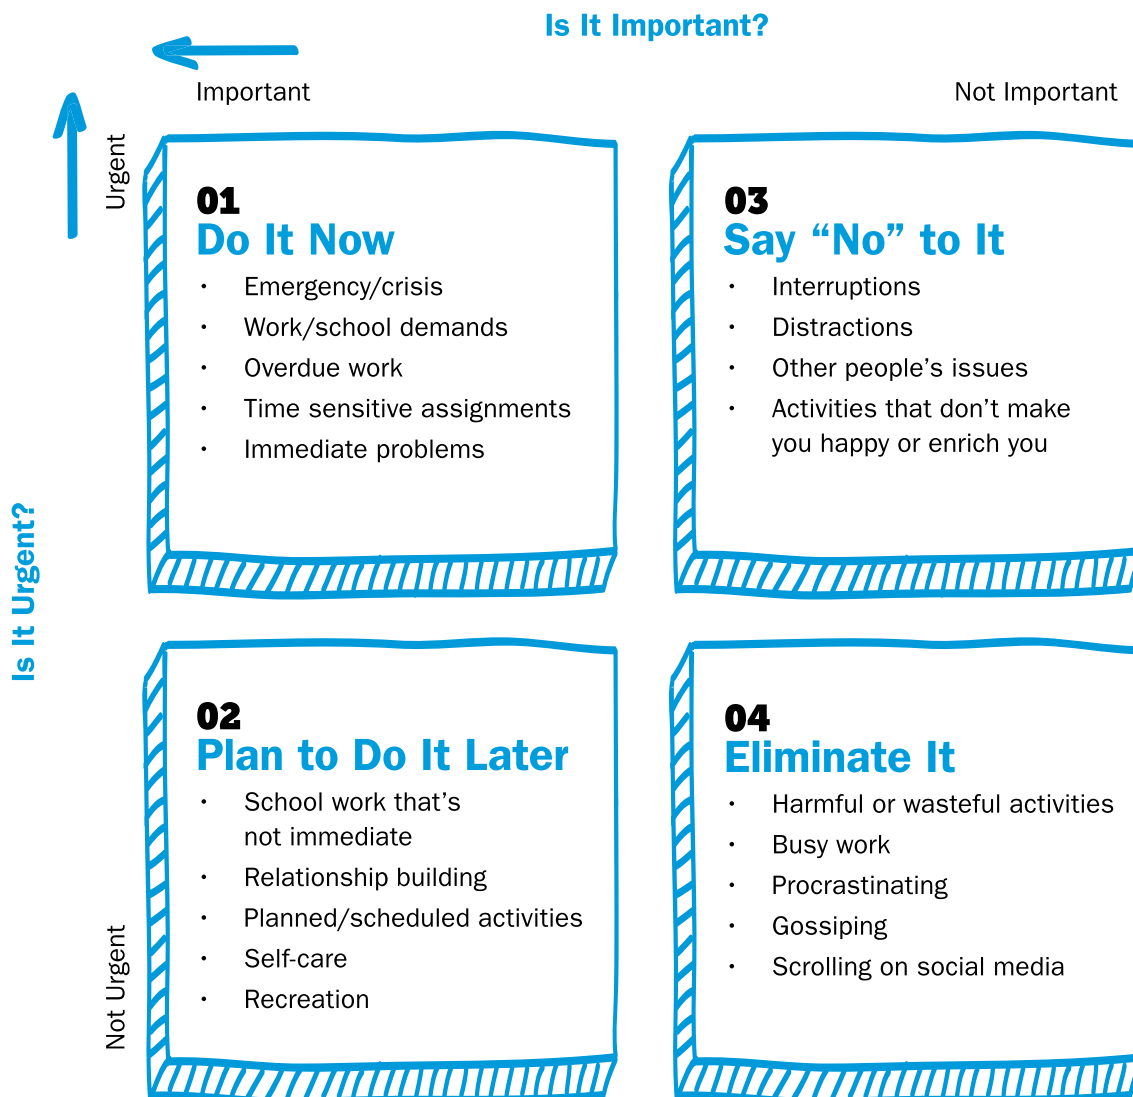 Is It Important?
Important
Not Important
Is It Urgent?
Urgent
Not Urgent
01
Do It Now
· Emergency/crisis
· Work/school demands
· Overdue work
· Time sensitive assignments
· Immediate problems
03
Say “No” to It
· Interruptions
· Distractions
· Other people’s issues
· Activities that don’t make
you happy or enrich you
02
Plan to Do It Later
· School work that’s
not immediate
· Relationship building
· Planned/scheduled activities
· Self-care
· Recreation
04
Eliminate It
· Harmful or wasteful activities
· Busy work
· Procrastinating
· Gossiping
· Scrolling on social media